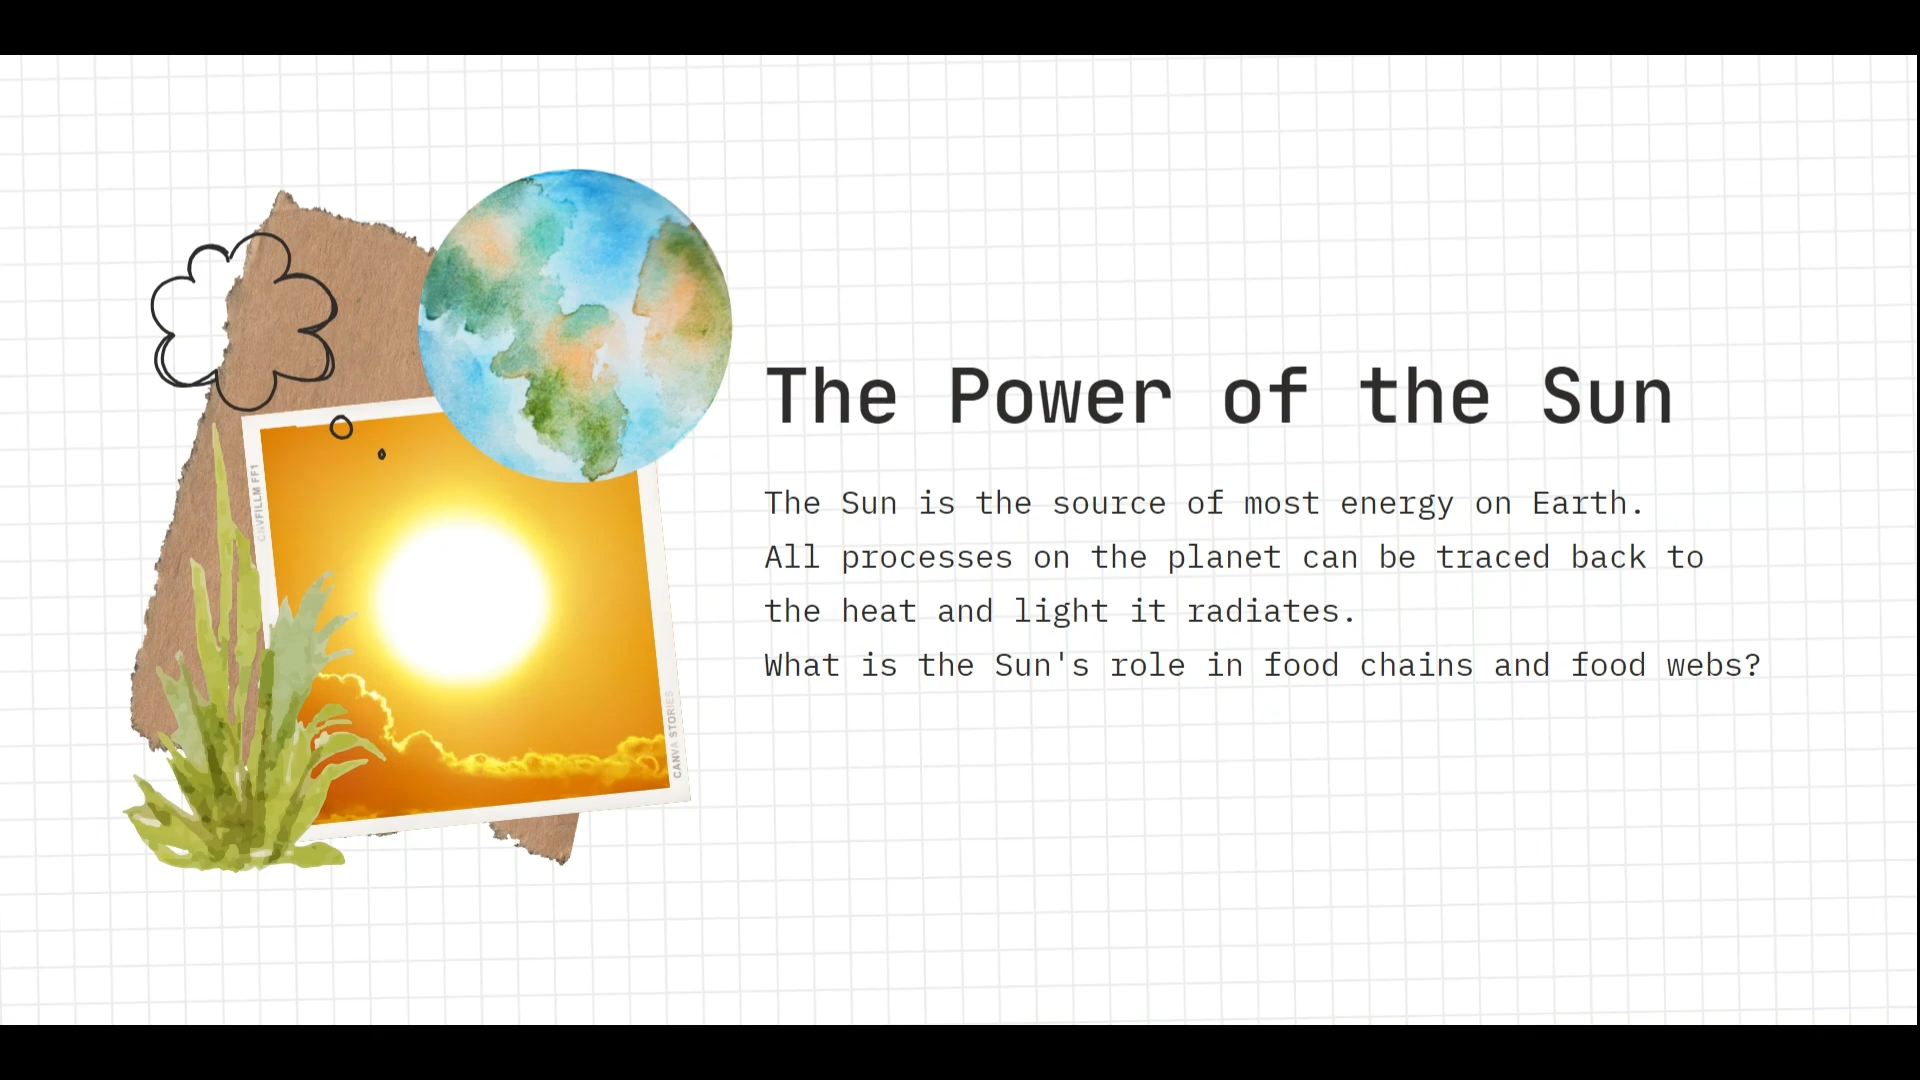 The Power of the Sun
The Sun is the source of most energy on Earth.
All processes on the planet can be traced back to
the heat and light it radiates.
What is the Sun's role in food chains and food webs?
CNVFILLM FF1
CANVA STORIES